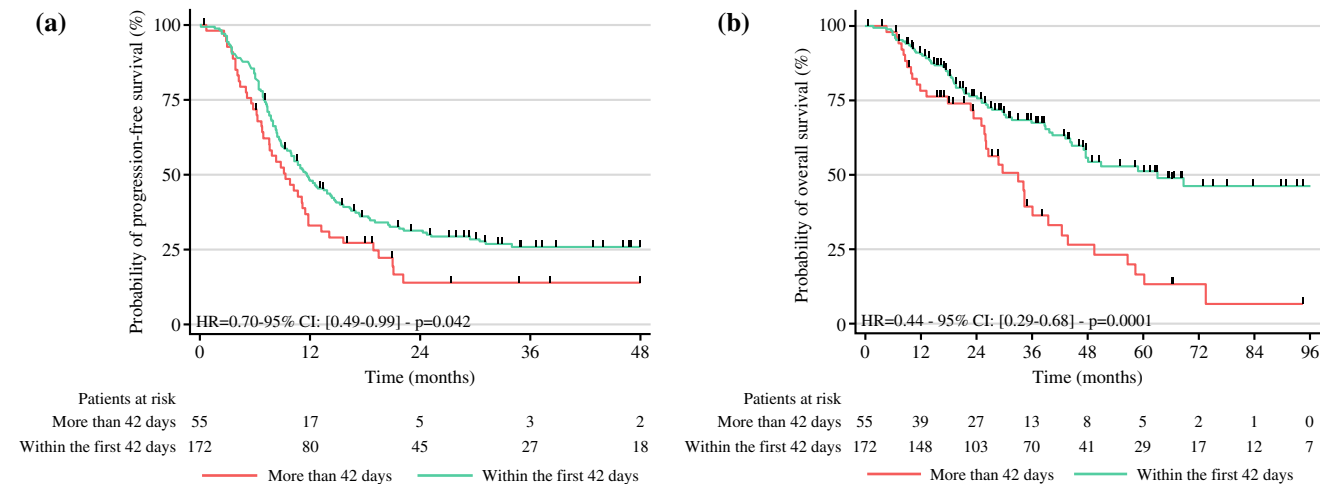 (a)
Probability of progression-free survival (%)
100
75
50
25
0
HR=0.70-95% CI: [0.49-0.99] - p=0.042
0 12 24 36 48
Time (months)
Patients at risk
More than 42 days 55 17 5 3 2
Within the first 42 days 172 80 45 27 18
More than 42 days Within the first 42 days
(b)
Probability of overall survival (%)
100
75
50
25
0
HR=0.44 - 95% CI: [0.29-0.68] - p=0.0001
0 12 24 36 48 60 72 84 96
Time (months)
Patients at risk
More than 42 days 55 39 27 13 8 5 2 1 0
Within the first 42 days 172 148 103 70 41 29 17 12 7
More than 42 days Within the first 42 days